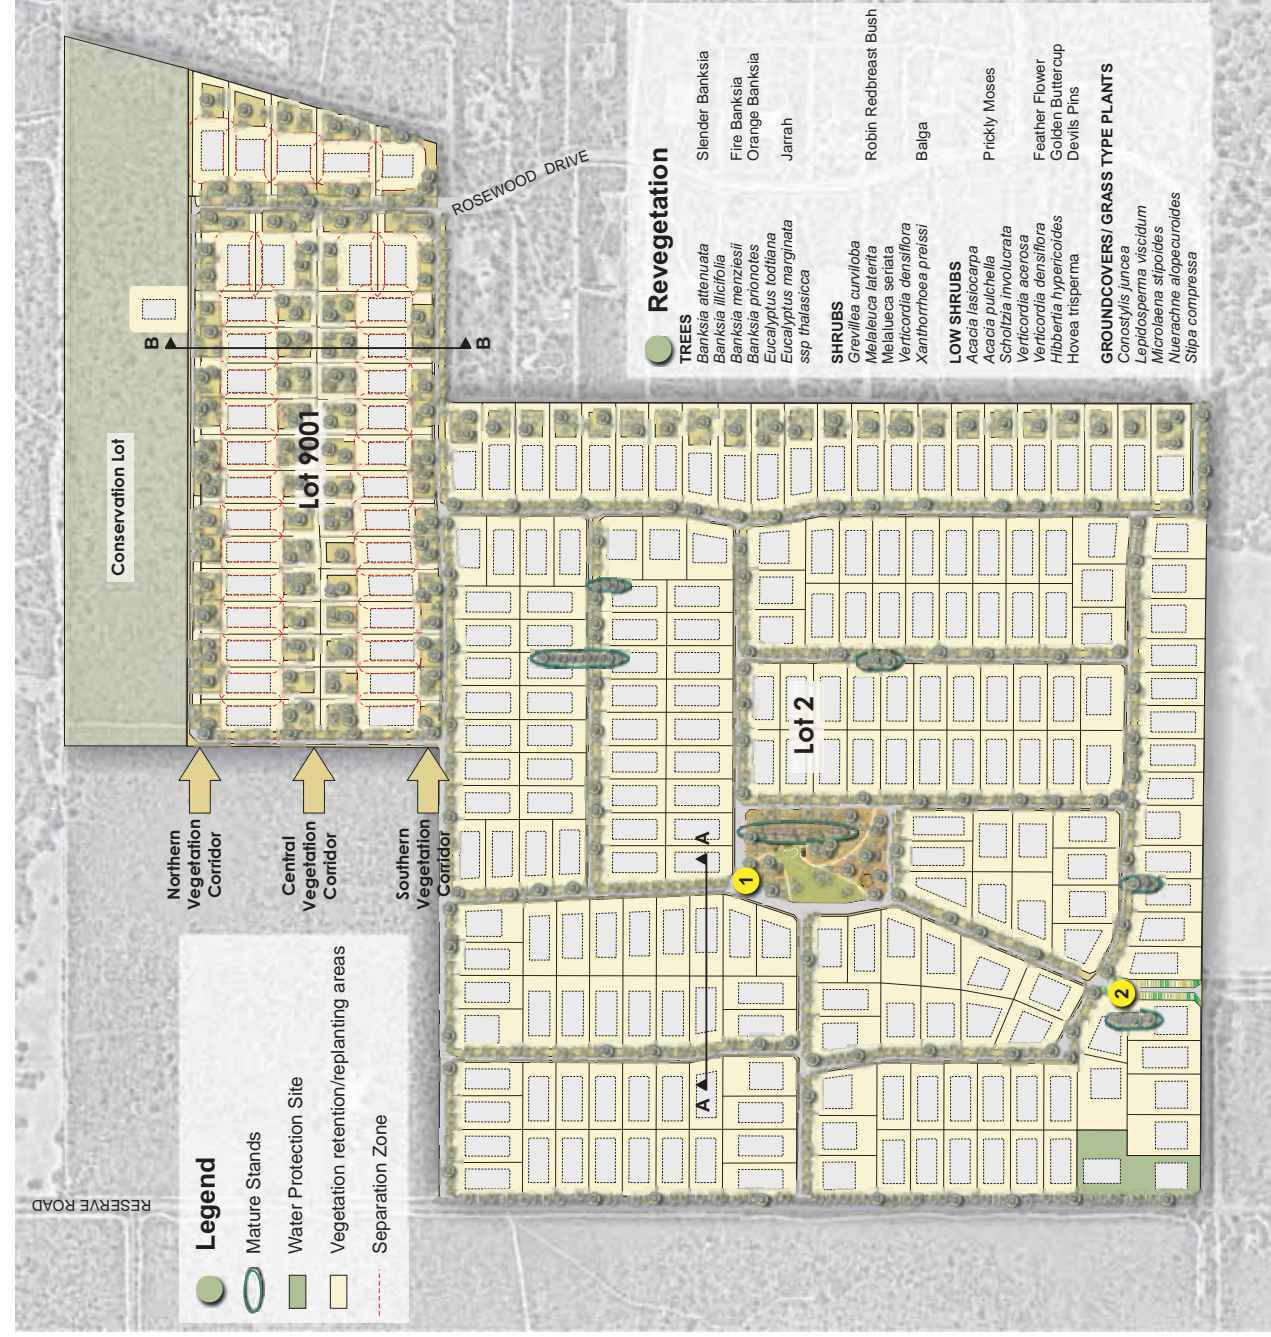 Conservation Lot
Lot 9001
B
B
ROSEWOOD DRIVE
Northern
Vegetation
Corridor
Central
Vegetation
Corridor
Southern
Vegetation
Corridor
Lot 2
A
A
1
2
RESERVE ROAD
Legend
Mature Stands
Water Protection Site
Vegetation retention/replanting areas
Separation Zone
Revegetation
TREES
Banksia attenuata Slender Banksia
Banksia illicifolia
Banksia menziesii Fire Banksia
Banksia prionotes Orange Banksia
Eucalyptus todtiana
Eucalyptus marginata Jarrah
ssp thalasicca
SHRUBS
Grevillea curviloba
Melaleuca laterita Robin Redbreast Bush
Melalueca seriata
Verticordia densiflora
Xanthorrhoea preissi Balga
LOW SHRUBS
Acacia lasiocarpa
Acacia pulchella Prickly Moses
Scholtzia involucrata
Verticordia acerosa
Verticordia densiflora Feather Flower
Hibbertia hypericoides Golden Buttercup
Hovea trisperma Devils Pins
GROUNDCOVERS/ GRASS TYPE PLANTS
Conostylis juncea
Lepidosperma viscidum
Microlaena stipoides
Nuerachne alopecuroides
Stipa compressa